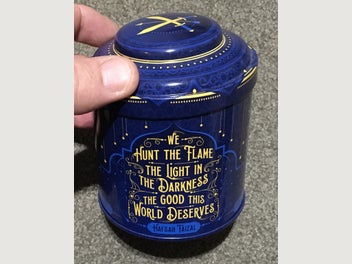 We
Hunt the Flame
the Light in
the Darkness
the Good this
World Deserves
Hafsah Faizal